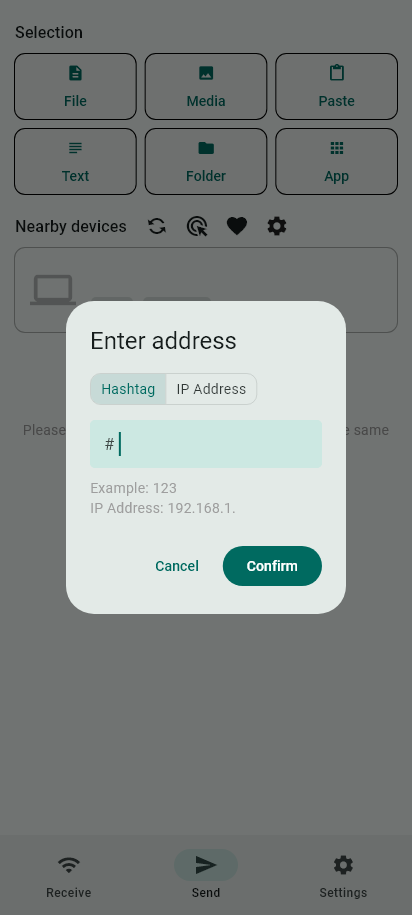 Selection
File
Media
Paste
Text
Folder
App
Nearby devices
Enter address
Hashtag
IP Address
Please
e same
#
Example: 123
IP Address: 192.168.1.
Cancel
Confirm
Receive
Send
Settings